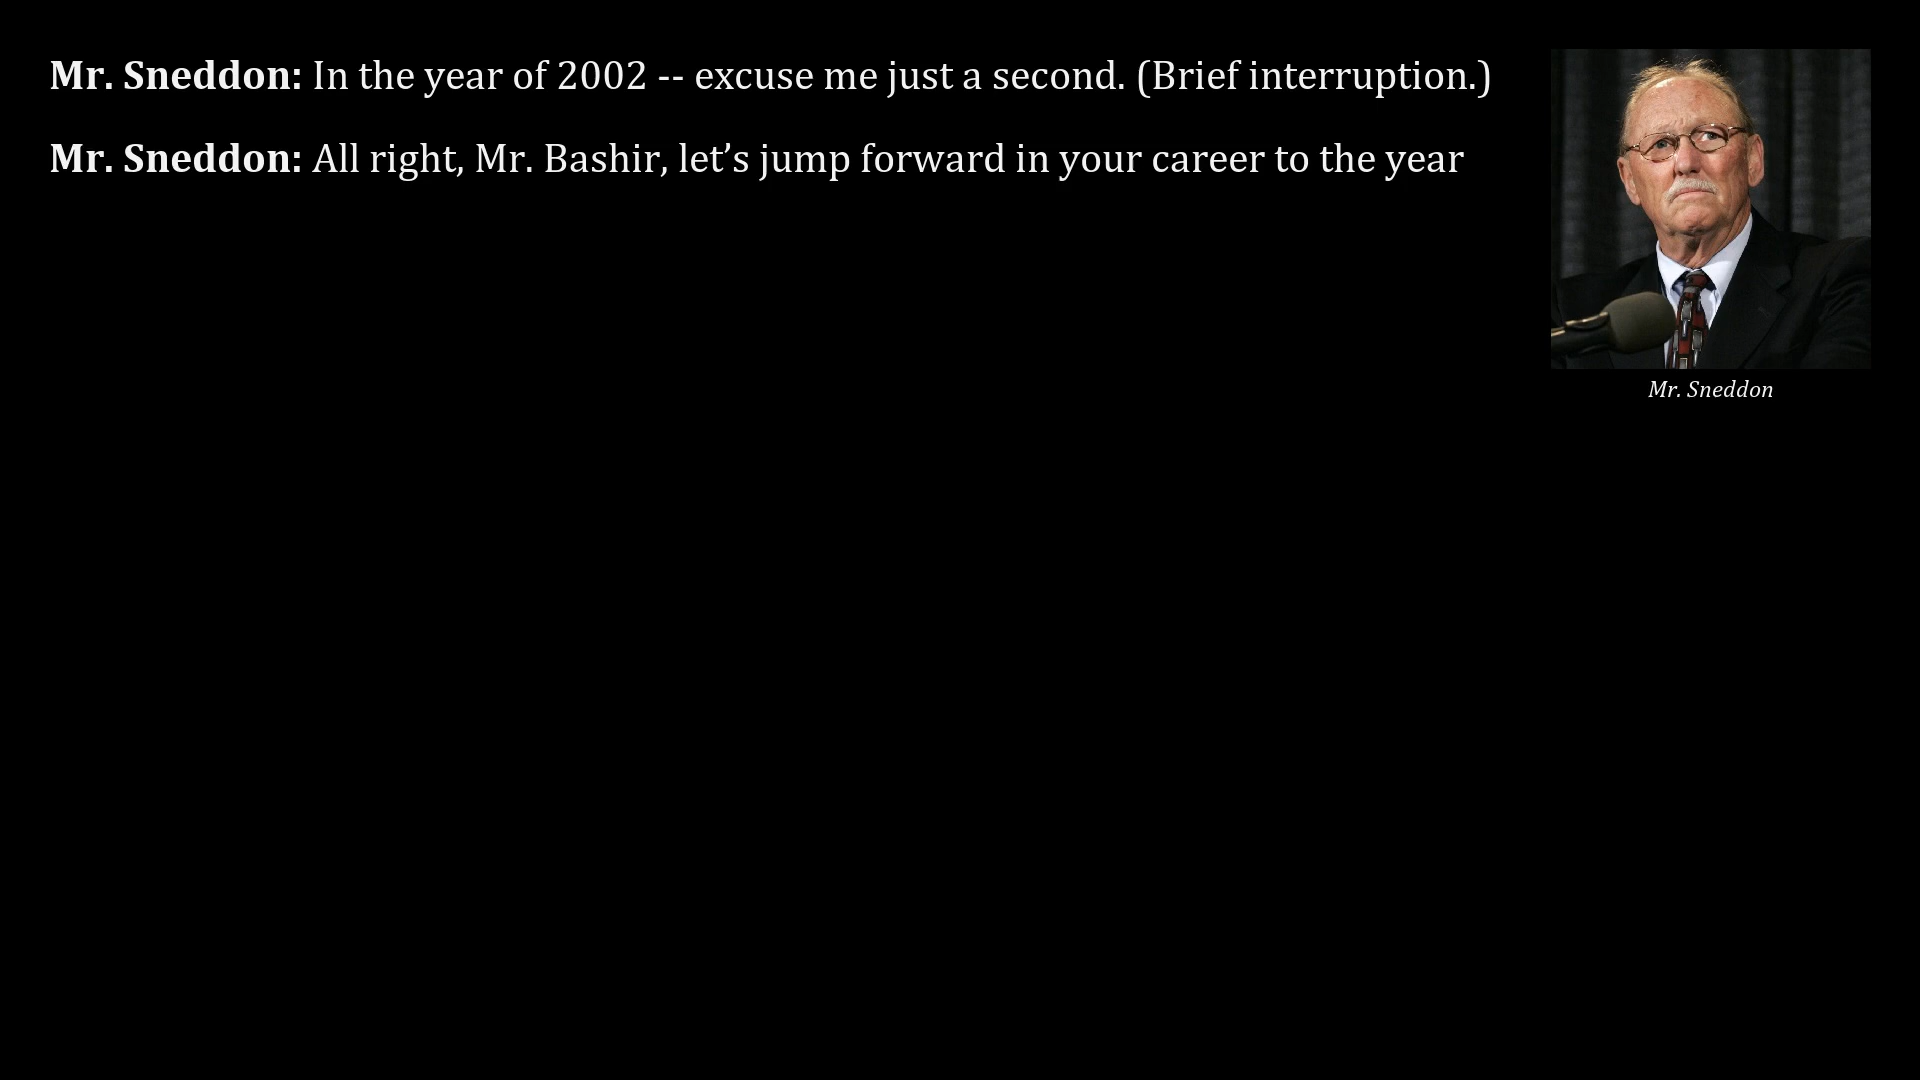 Mr. Sneddon: In the year of 2002 -- excuse me just a second. (Brief interruption.)
Mr. Sneddon: All right, Mr. Bashir, let’s jump forward in your career to the year
Mr. Sneddon